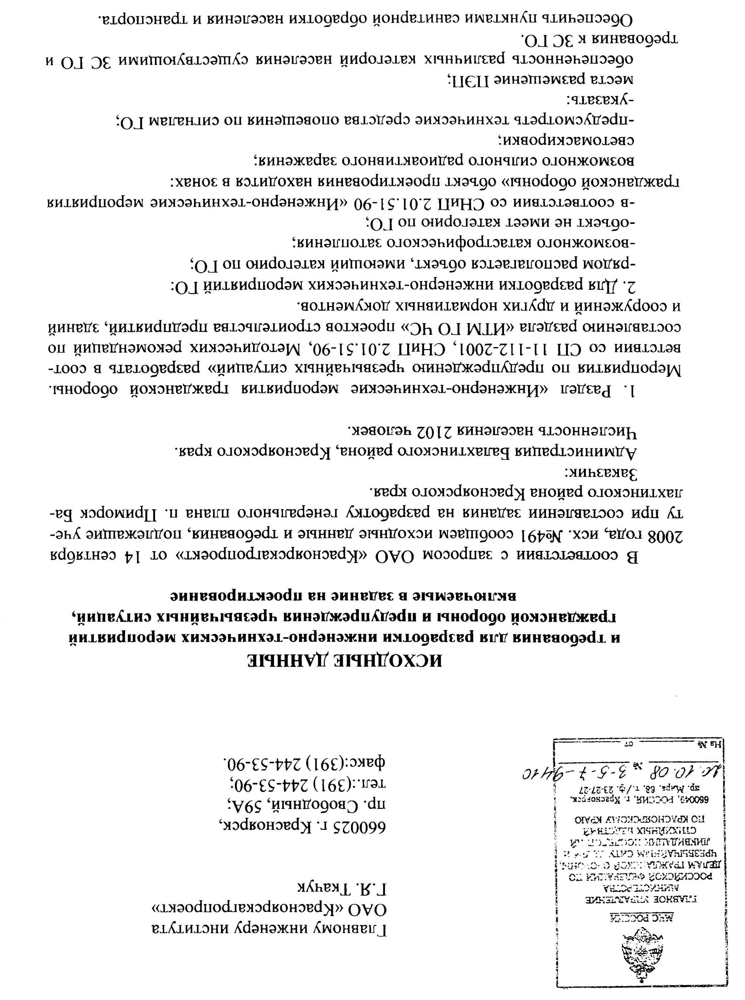 МЧС РОССИИ
ГЛАВНОЕ УПРАВЛЕНИЕ
МИНИСТЕРСТВА
РОССИЙСКОЙ ФЕДЕРАЦИИ ПО
ДЕЛАМ ГРАЖДАНСКОЙ ОБОРОНЫ,
ЧРЕЗВЫЧАЙНЫМ
ЛИКВИДАЦИИ ПОСЛЕДСТВИЙ
СТИХИЙНЫХ БЕДСТВИЙ
ПО КРАСНОЯРСКОМУ КРАЮ
660049, РОССИЯ, г. Красноярск,
пр. Мира, 68, т./ф. 23-27-27
10.08 № 3-5-7-9410
На № от
Главному инженеру института
ОАО «Красноярскагропроект»
Г.Я. Ткачук
660025 г. Красноярск,
пр. Свободный, 59А;
тел.:(391) 244-53-90;
факс:(391) 244-53-90.
ИСХОДНЫЕ ДАННЫЕ
и требования для разработки инженерно-технических мероприятий
гражданской обороны и предупреждения чрезвычайных ситуаций,
включаемые в задание на проектирование
В соответствии с запросом ОАО «Красноярскагропроект» от 14 сентября
2008 года, исх. №491 сообщаем исходные данные и требования, подлежащие уче-
ту при составлении задания на разработку генерального плана п. Приморск Ба-
лахтинского района Красноярского края.
Заказчик:
Администрация Балахтинского района, Красноярского края.
Численность населения 2102 человек.
1. Раздел «Инженерно-технические мероприятия гражданской обороны.
Мероприятия по предупреждению чрезвычайных ситуаций» разработать в соот-
ветствии со СП 11-112-2001, СНиП 2.01.51-90, Методических рекомендаций по
составлению раздела «ИТМ ГО ЧС» проектов строительства предприятий, зданий
и сооружений и других нормативных документов.
2. Для разработки инженерно-технических мероприятий ГО:
-рядом располагается объект, имеющий категорию по ГО;
-возможного катастрофического затопления;
-объект не имеет категорию по ГО;
-в соответствии со СНиП 2.01.51-90 «Инженерно-технические мероприятия
гражданской обороны» объект проектирования находится в зонах:
возможного сильного радиоактивного заражения;
светомаскировки;
-предусмотреть технические средства оповещения по сигналам ГО;
-указать:
места размещение ПЭП;
обеспеченность различных категорий населения существующими ЗС ГО и
требования к ЗС ГО.
Обеспечить пунктами санитарной обработки населения и транспорта.